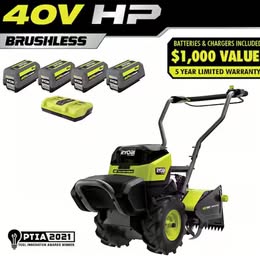 40V HP
BRUSHLESS
BATTERIES & CHARGERS INCLUDED
$1,000 VALUE
5 YEAR LIMITED WARRANTY
RYOBI
PTIA 2021
TOOL INNOVATION AWARDS WINNER